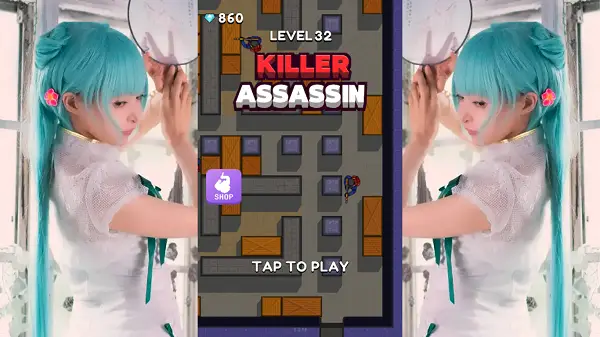 860
LEVEL 32
KILLER
ASSASSIN
SHOP
TAP TO PLAY